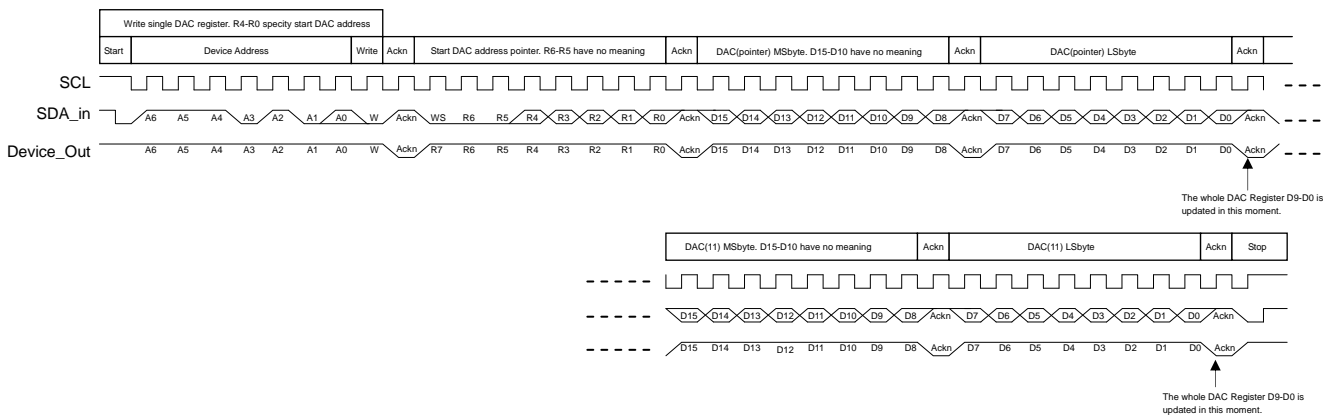 Write single DAC register. R4-R0 specity start DAC address
Start Device Address Write Ackn Start DAC address pointer. R6-R5 have no meaning Ackn DAC(pointer) MSbyte. D15-D10 have no meaning Ackn DAC(pointer) LSbyte Ackn
SCL
SDA_in A6 A5 A4 A3 A2 A1 A0 W Ackn WS R6 R5 R4 R3 R2 R1 R0 Ackn D15 D14 D13 D12 D11 D10 D9 D8 Ackn D7 D6 D5 D4 D3 D2 D1 D0 Ackn
Device_Out A6 A5 A4 A3 A2 A1 A0 W Ackn R7 R6 R5 R4 R3 R2 R1 R0 Ackn D15 D14 D13 D12 D11 D10 D9 D8 Ackn D7 D6 D5 D4 D3 D2 D1 D0 Ackn
The whole DAC Register D9-D0 is
updated in this moment.
DAC(11) MSbyte. D15-D10 have no meaning Ackn DAC(11) LSbyte Ackn Stop
D15 D14 D13 D12 D11 D10 D9 D8 Ackn D7 D6 D5 D4 D3 D2 D1 D0 Ackn
D15 D14 D13 D12 D11 D10 D9 D8 Ackn D7 D6 D5 D4 D3 D2 D1 D0 Ackn
The whole DAC Register D9-D0 is
updated in this moment.